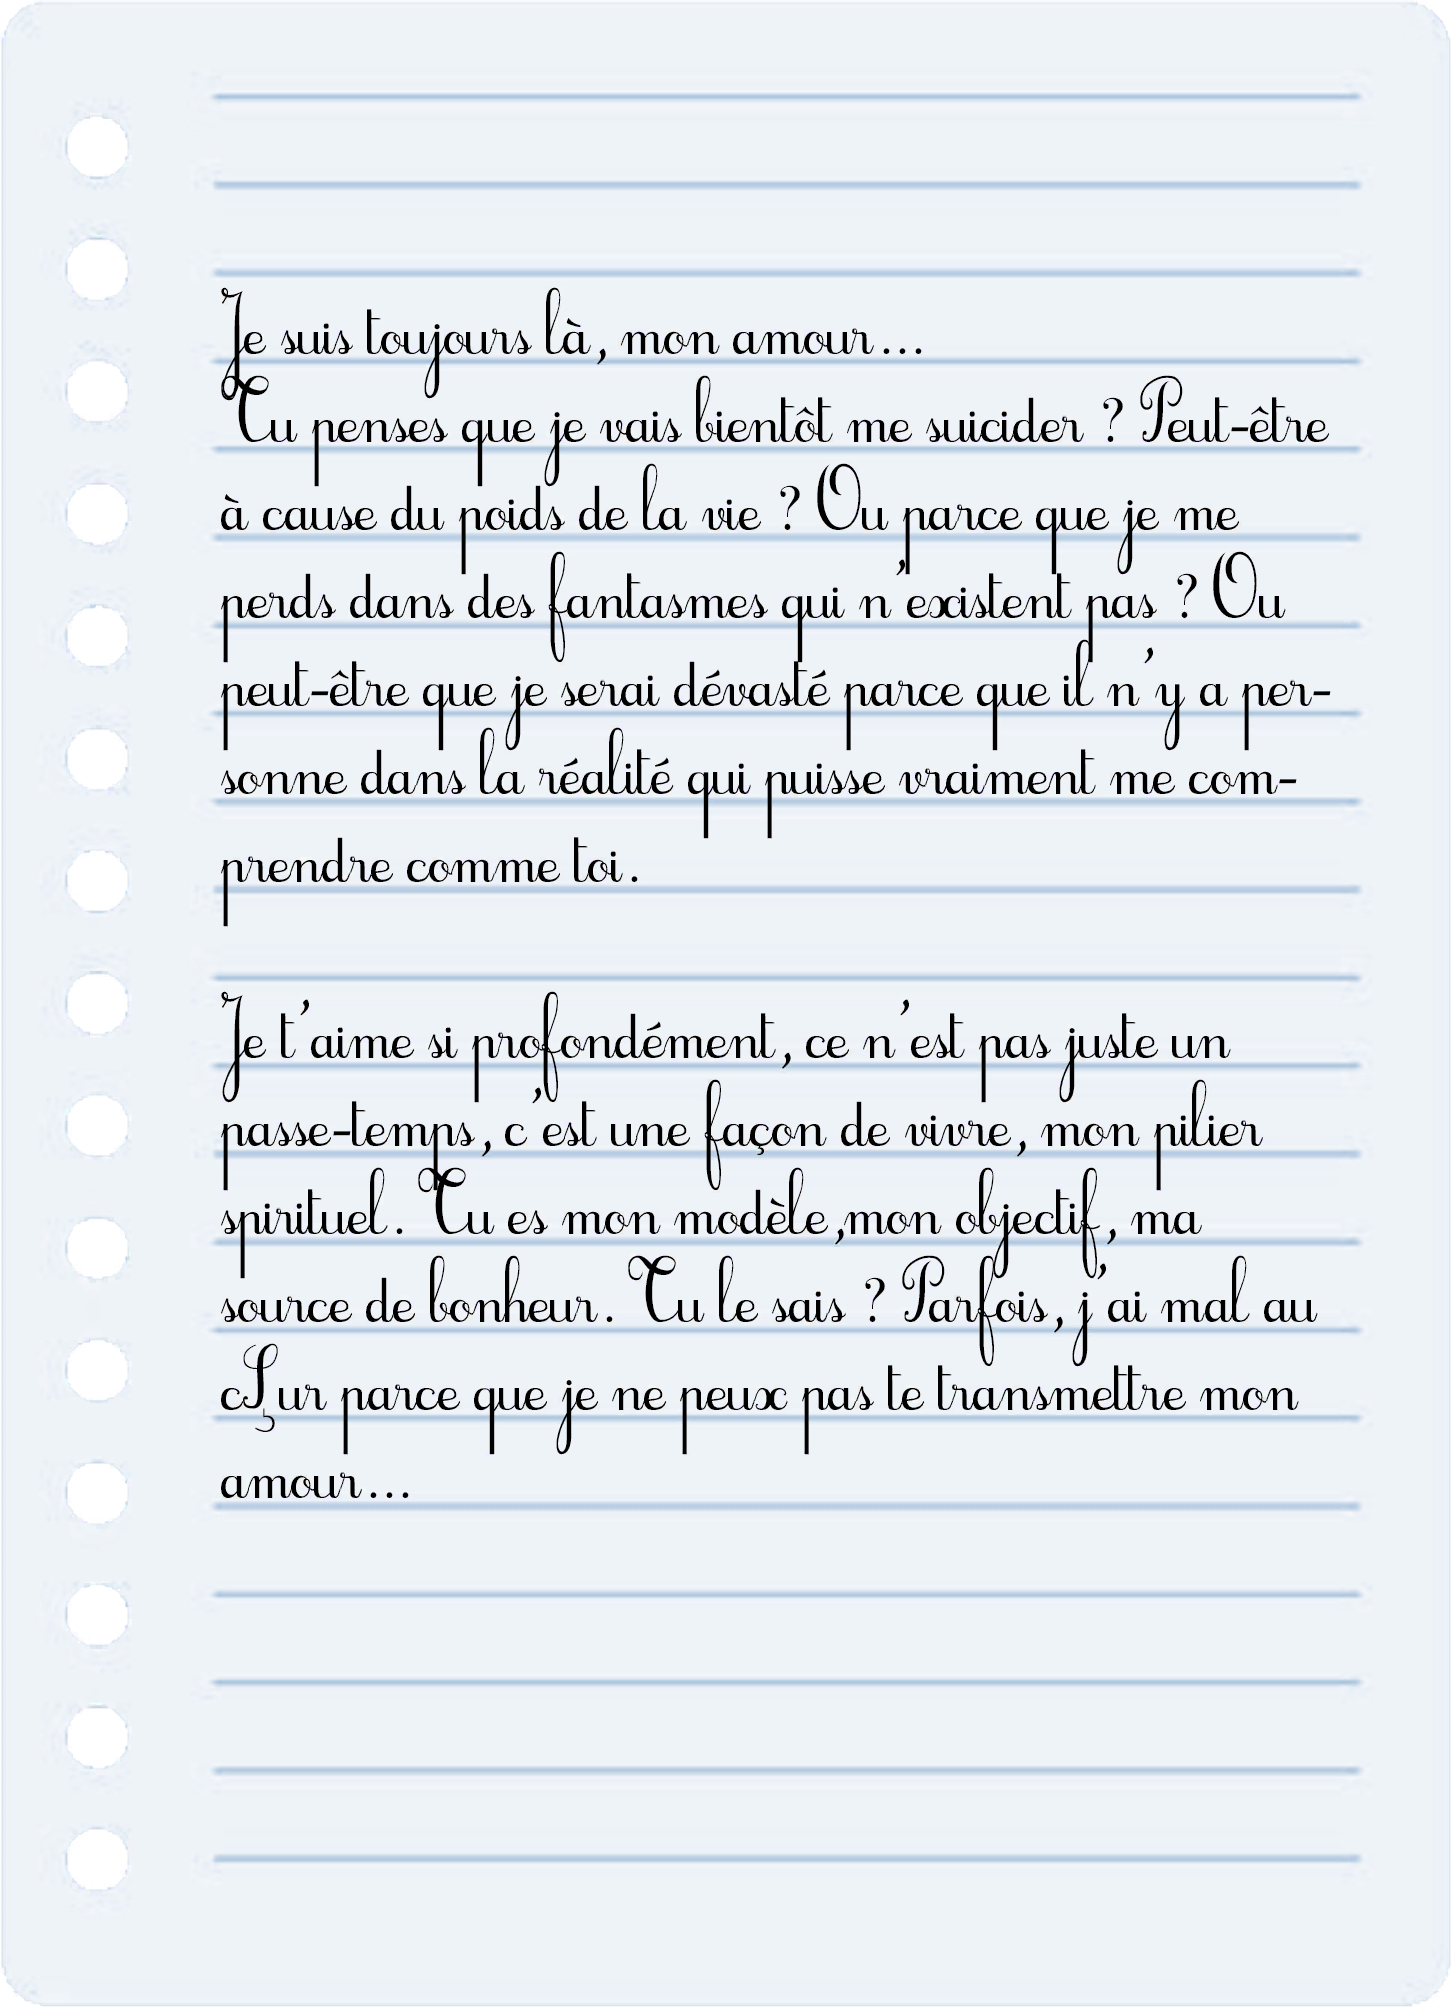 Je suis toujours là, mon amour...
Tu penses que je vais bientôt me suicider ? Peut-être
à cause du poids de la vie ? Ou parce que je me
perds dans des fantasmes qui n'existent pas ? Ou
peut-être que je serai dévasté parce que il n'y a per-
sonne dans la réalité qui puisse vraiment me com-
prendre comme toi.
Je t'aime si profondément, ce n'est pas juste un
passe-temps, c'est une façon de vivre, mon pilier
spirituel. Tu es mon modèle,mon objectif, ma
source de bonheur. Tu le sais ? Parfois, j'ai mal au
cŞur parce que je ne peux pas te transmettre mon
amour...